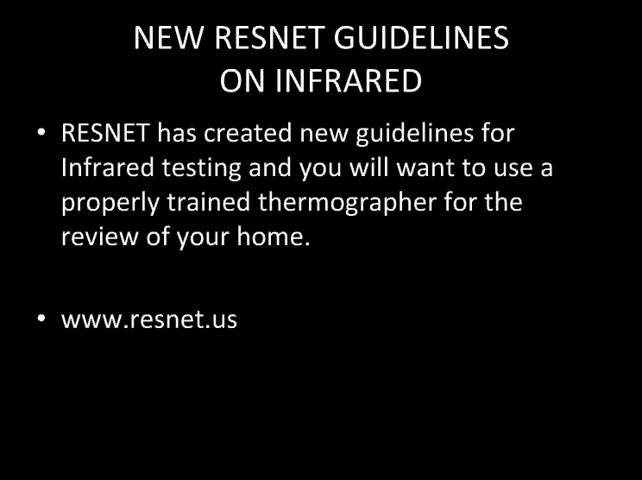 NEW RESNET GUIDELINES
ON INFRARED
• RESNET has created new guidelines for
Infrared testing and you will want to use a
properly trained thermographer for the
review of your home.
• www.resnet.us